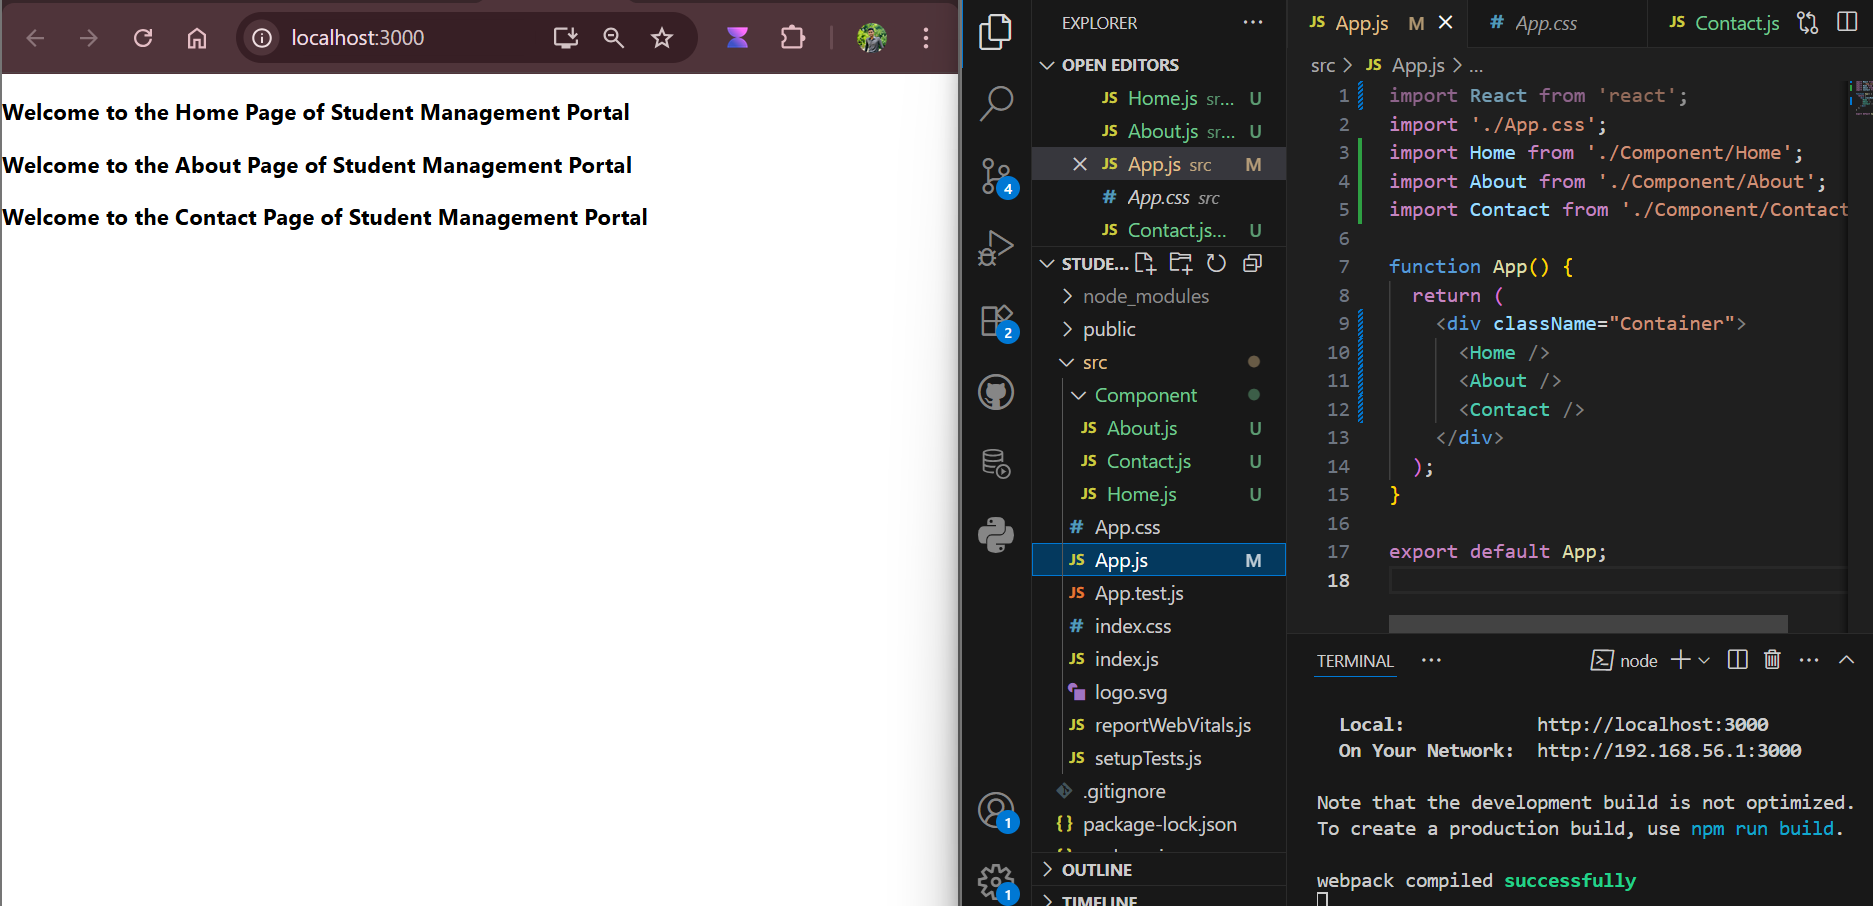 localhost:3000
Welcome to the Home Page of Student Management Portal
Welcome to the About Page of Student Management Portal
Welcome to the Contact Page of Student Management Portal
4
2
1
1
EXPLORER ...
OPEN EDITORS
JS Home.js sr... U
JS About.js sr... U
JS App.js src M
# App.css src
JS Contact.js... U
STUDE...
node_modules
public
src
Component
JS About.js U
JS Contact.js U
JS Home.js U
# App.css
JS App.js M
JS App.test.js
# index.css
JS index.js
logo.svg
JS reportWebVitals.js
JS setupTests.js
.gitignore
{} package-lock.json
OUTLINE
TIMELINE
JS App.js M
# App.css
JS Contact.js
src > JS App.js > ...
1 import React from 'react';
2 import './App.css';
3 import Home from './Component/Home';
4 import About from './Component/About';
5 import Contact from './Component/Contact
6
7 function App() {
8 return (
9 <div className="Container">
10 <Home />
11 <About />
12 <Contact />
13 </div>
14 );
15 }
16
17 export default App;
18
TERMINAL ...
node
Local: http://localhost:3000
On Your Network: http://192.168.56.1:3000
Note that the development build is not optimized.
To create a production build, use npm run build.
webpack compiled successfully